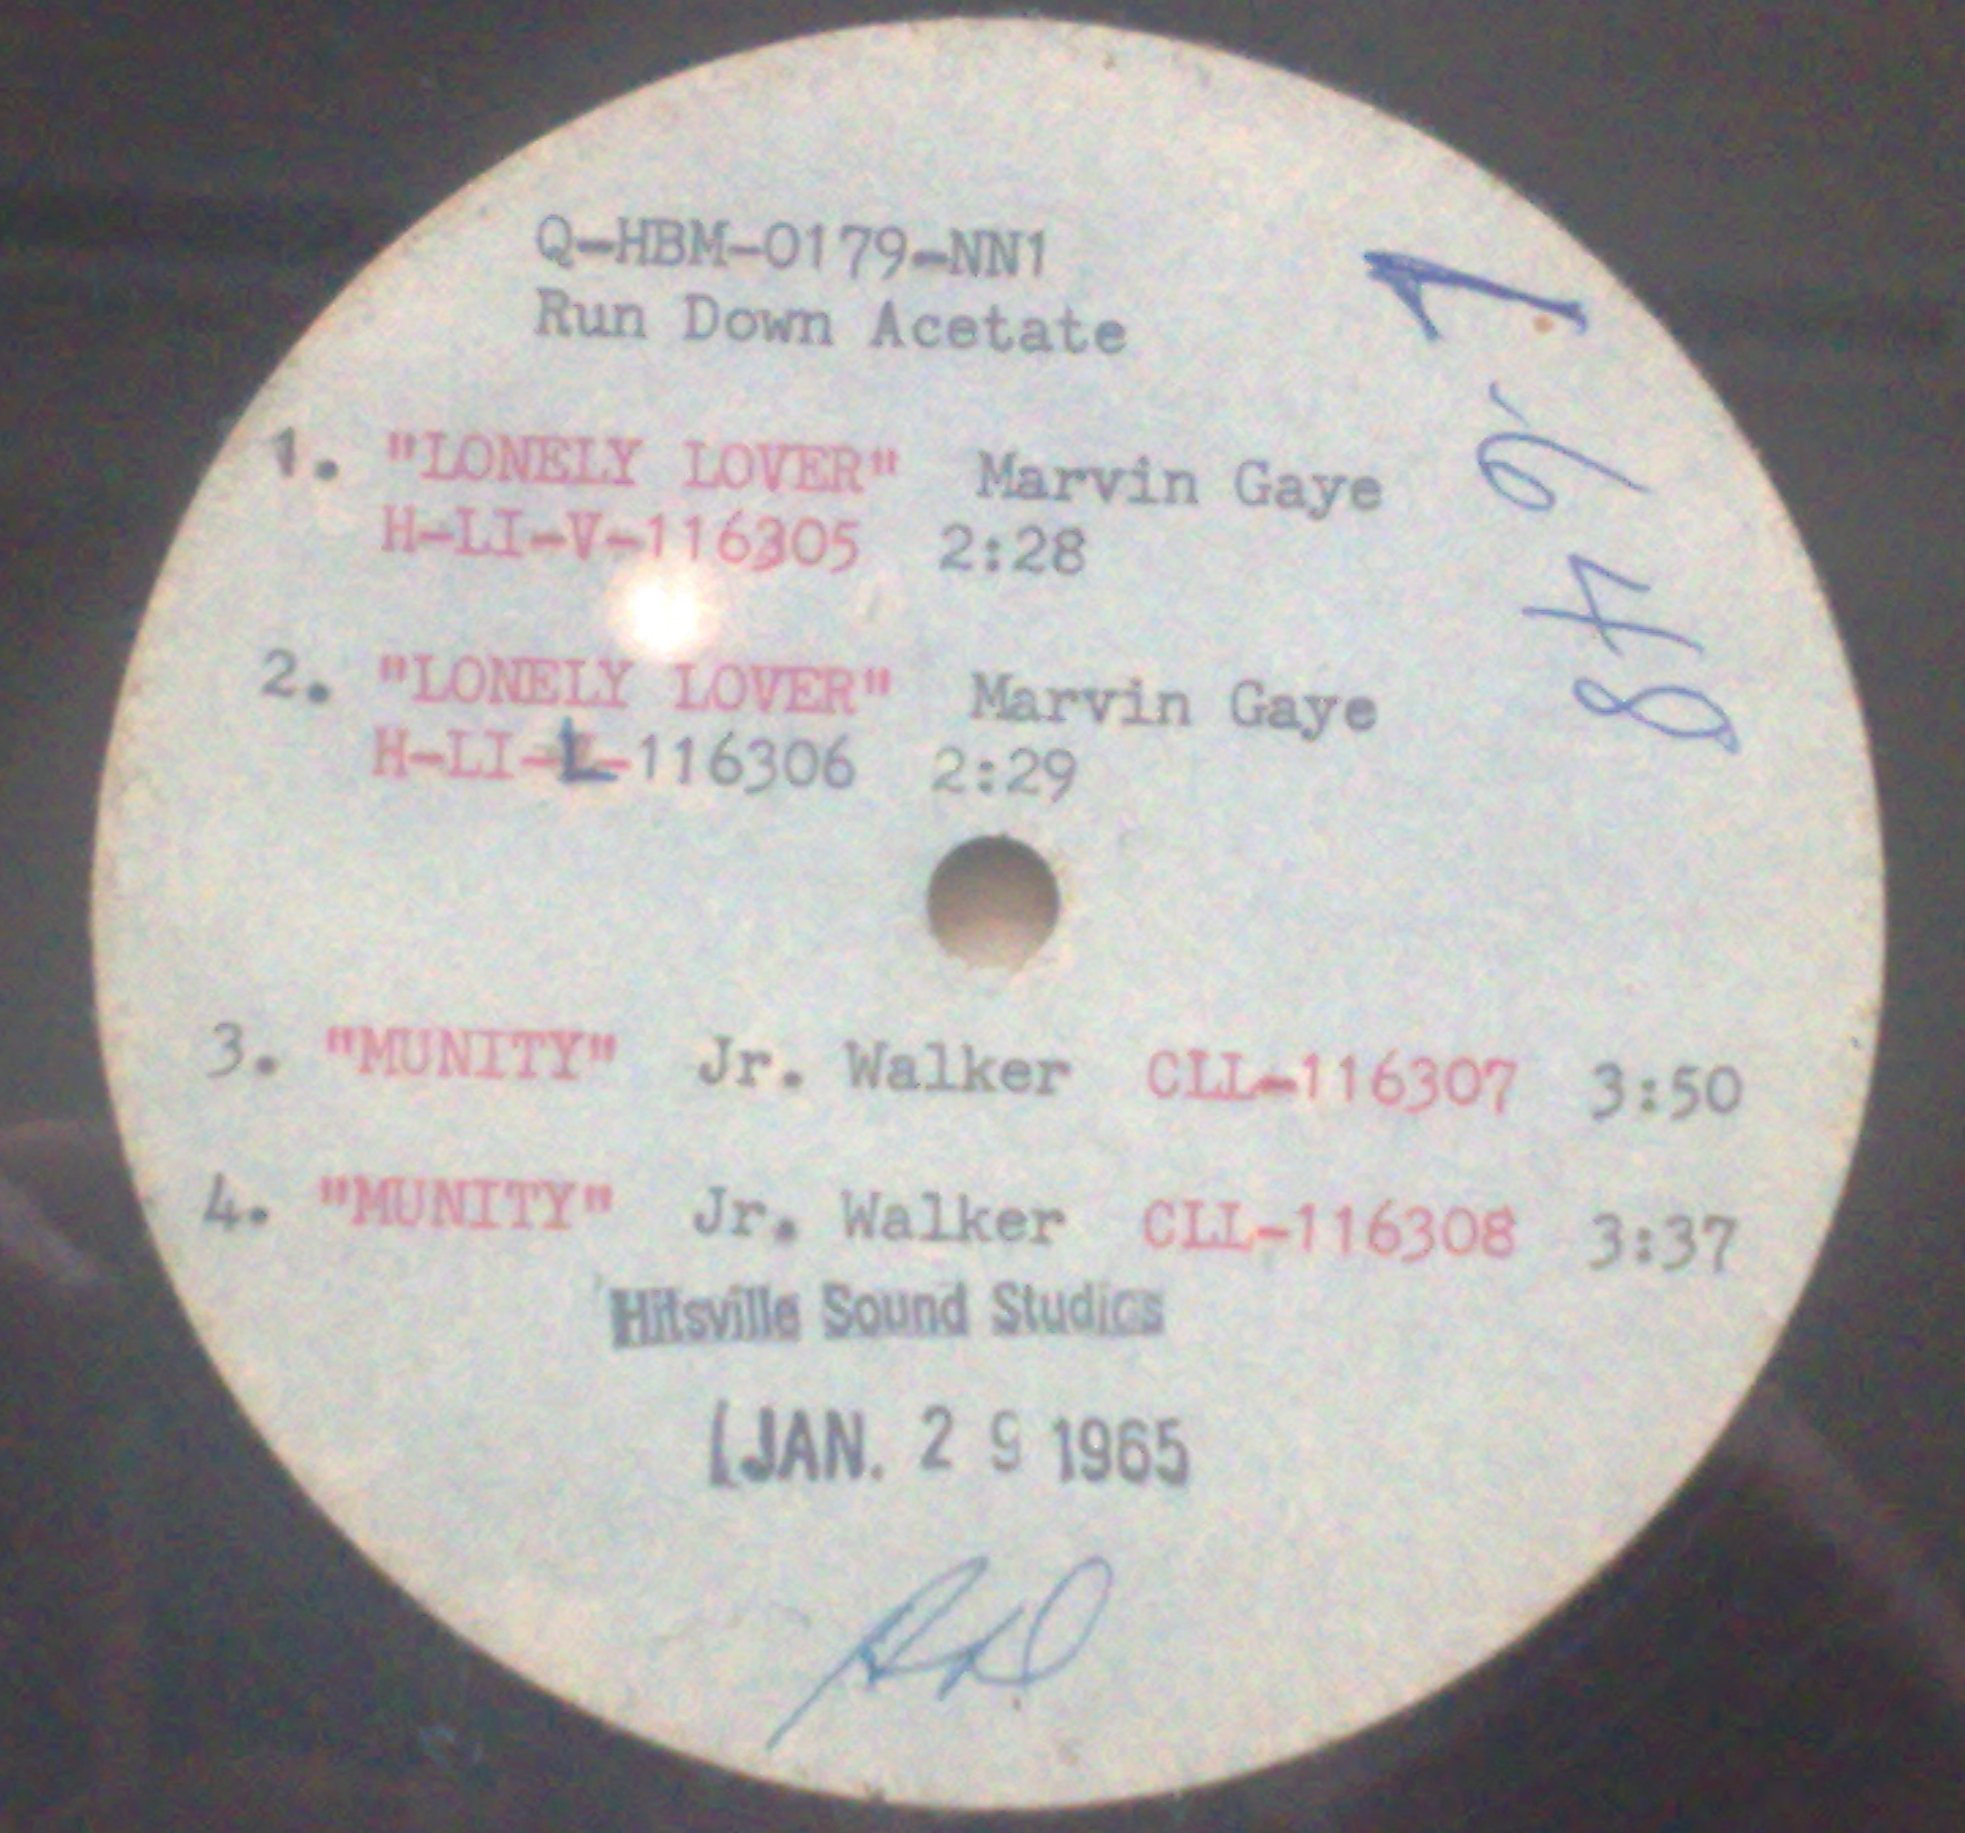 Q-HBM-0179-NN1
Run Down Acetate
1. "LONELY LOVER" Marvin Gaye
H-LI-V-116305 2:28
2. "LONELY LOVER" Marvin Gaye
H-LI-L-116306 2:29
3. "MUNITY" Jr. Walker CLL-116307 3:50
4. "MUNITY" Jr. Walker CLL-116308 3:37
Hitsville Sound Studios
JAN. 29 1965